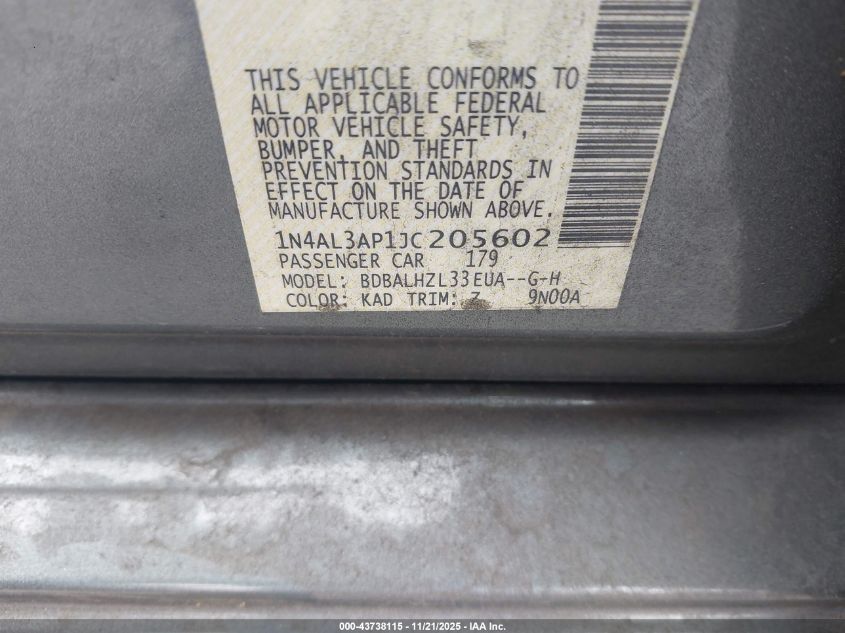 THIS VEHICLE CONFORMS TO
ALL APPLICABLE FEDERAL
MOTOR VEHICLE SAFETY,
BUMPER, AND THEFT
PREVENTION STANDARDS IN
EFFECT ON THE DATE OF
MANUFACTURE SHOWN ABOVE.
1N4AL3AP1JC205602
PASSENGER CAR 179
MODEL: BDBALHZL33EUA--G-H
COLOR: KAD TRIM: Z 9N00A
000-43738115 - 11/21/2025 - IAA Inc.